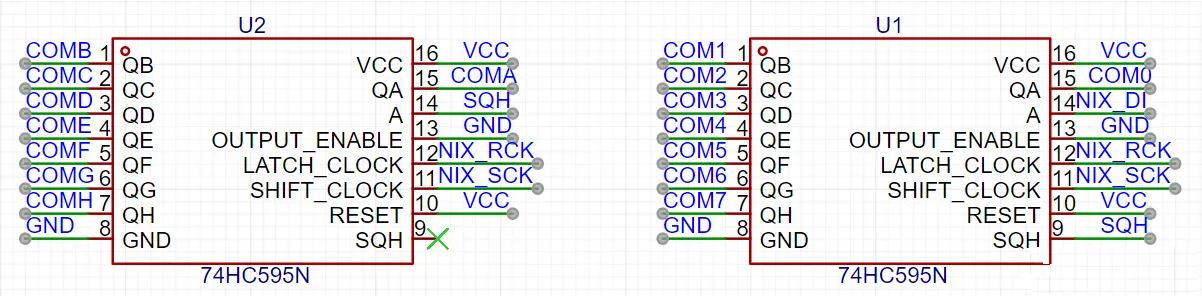 U2
COMB 1 QB VCC 16 VCC
COMC 2 QC QA 15 COMA
COMD 3 QD A 14 SQH
COME 4 QE OUTPUT_ENABLE 13 GND
COMF 5 QF LATCH_CLOCK 12 NIX_RCK
COMG 6 QG SHIFT_CLOCK 11 NIX_SCK
COMH 7 QH RESET 10 VCC
GND 8 GND SQH 9
74HC595N
U1
COM1 1 QB VCC 16 VCC
COM2 2 QC QA 15 COM0
COM3 3 QD A 14 NIX_DI
COM4 4 QE OUTPUT_ENABLE 13 GND
COM5 5 QF LATCH_CLOCK 12 NIX_RCK
COM6 6 QG SHIFT_CLOCK 11 NIX_SCK
COM7 7 QH RESET 10 VCC
GND 8 GND SQH 9 SQH
74HC595N